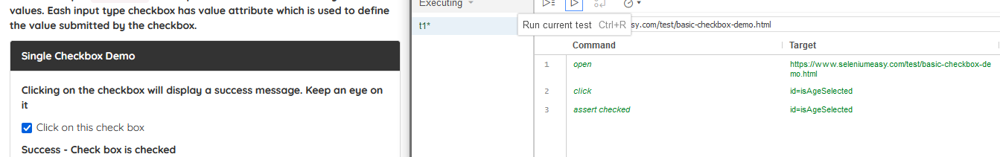 values. Each input type checkbox has value attribute which is used to define
the value submitted by the checkbox.
Single Checkbox Demo
Clicking on the checkbox will display a success message. Keep an eye on
it
Click on this check box
Success - Check box is checked
Executing
t1*
Run current test Ctrl+R
sy.com/test/basic-checkbox-demo.html
Command Target
1 open https://www.seleniumeasy.com/test/basic-checkbox-de
mo.html
2 click id=isAgeSelected
3 assert checked id=isAgeSelected